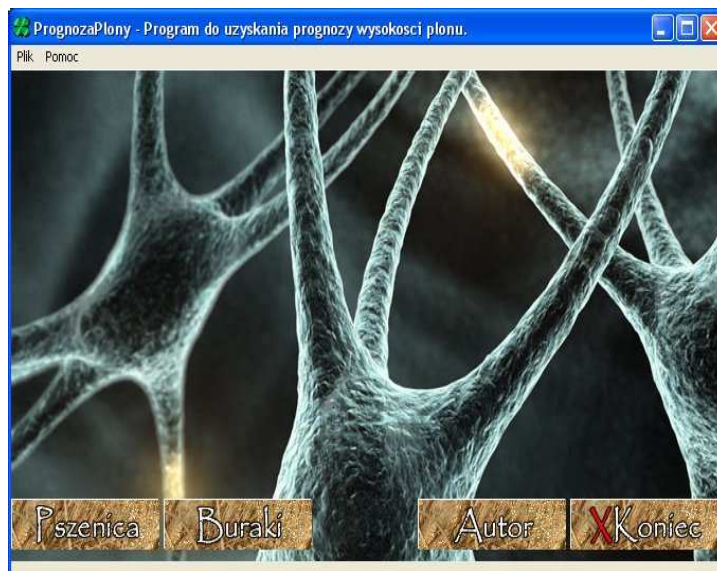 PrognozaPlony - Program do uzyskania prognozy wysokosci plonu.
Plik Pomoc
Pszenica Buraki Autor XKoniec